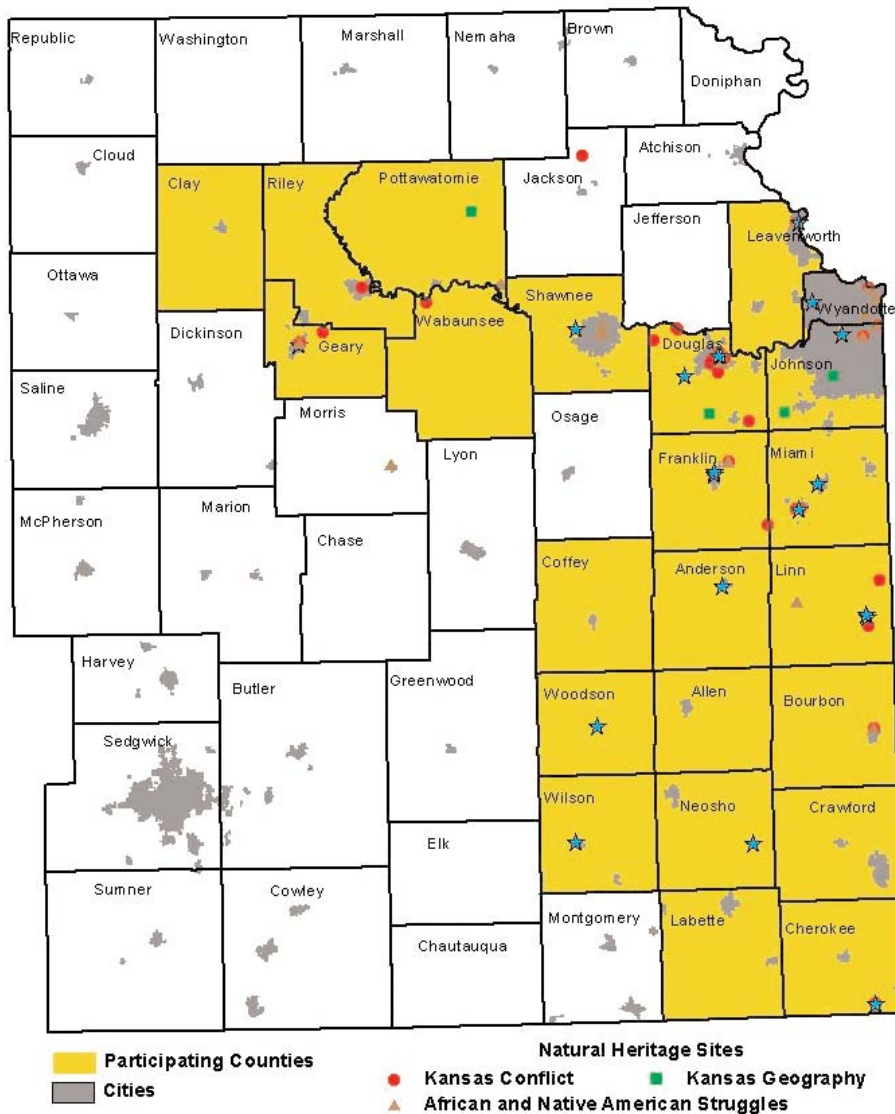 Republic
Washington
Marshall
Nemaha
Brown
Doniphan
Cloud
Atchison
Clay
Riley
Pottawatomie
Jackson
Jefferson
Leavenworth
Ottawa
Shawnee
Wyandotte
Dickinson
Wabaunsee
Geary
Douglas
Johnson
Saline
Morris
Osage
Lyon
Franklin
Miami
McPherson
Marion
Chase
Coffey
Anderson
Linn
Harvey
Butler
Greenwood
Woodson
Allen
Bourbon
Sedgwick
Wilson
Neosho
Crawford
Elk
Sumner
Cowley
Montgomery
Labette
Cherokee
Chautauqua
Participating Counties
Cities
Natural Heritage Sites
Kansas Conflict
Kansas Geography
African and Native American Struggles